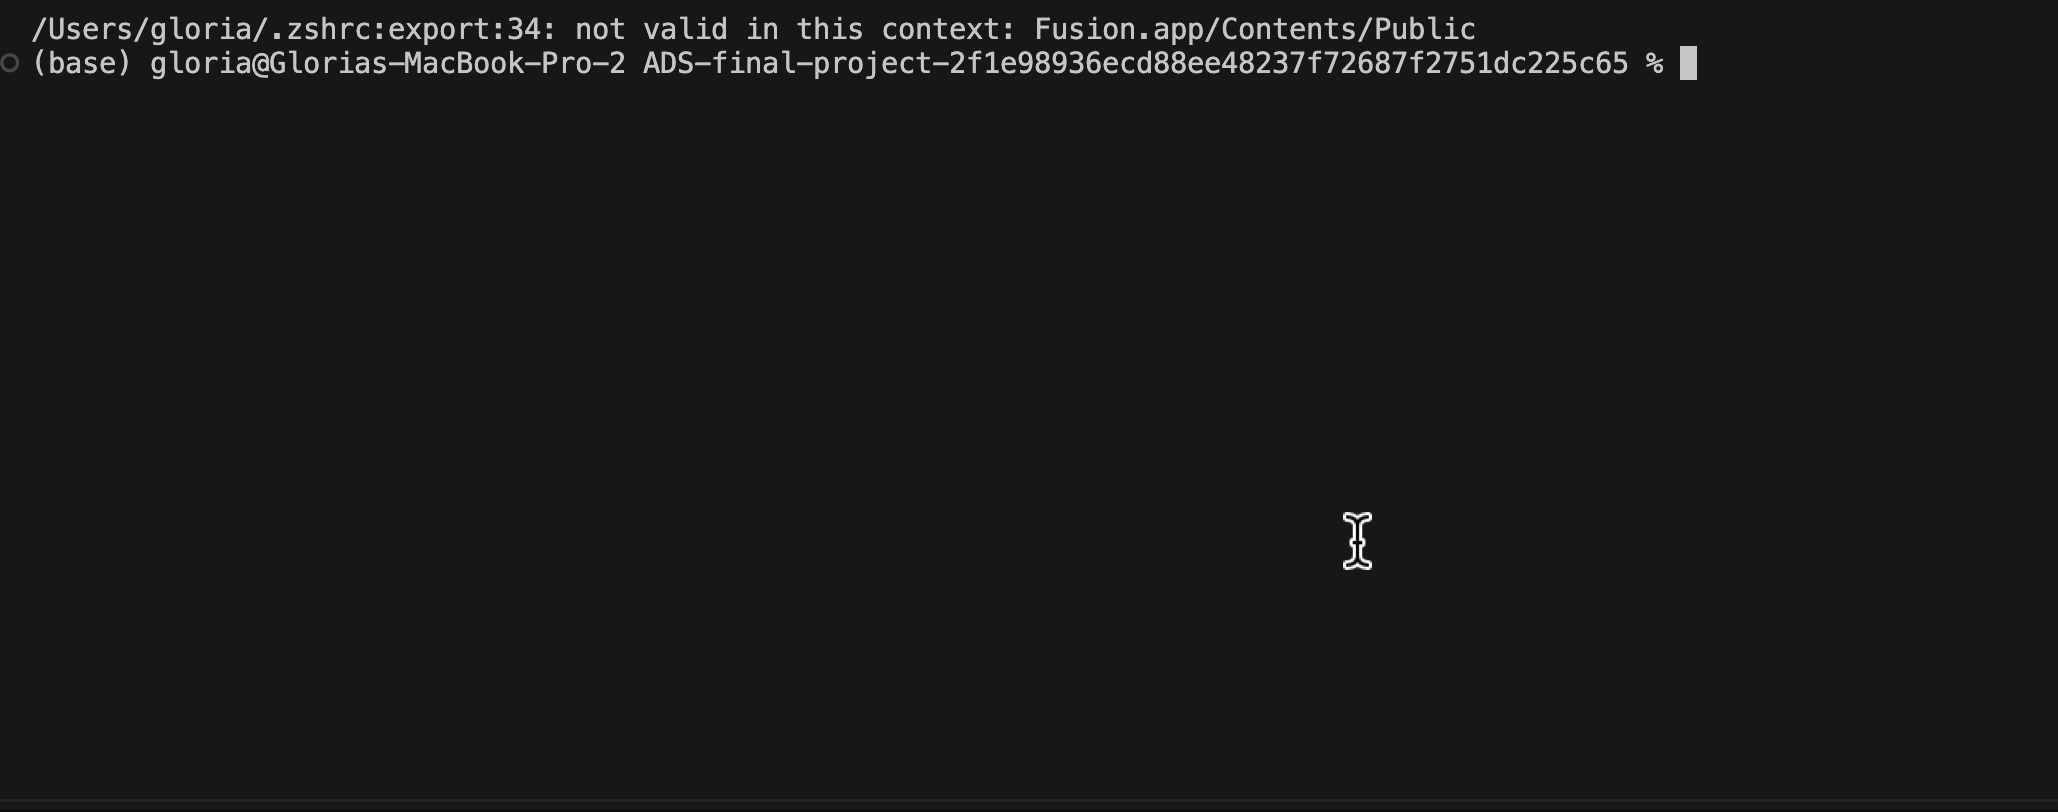 /Users/gloria/.zshrc:export:34: not valid in this context: Fusion.app/Contents/Public
(base) gloria@Glorias-MacBook-Pro-2 ADS-final-project-2f1e98936ecd88ee48237f72687f2751dc225c65 %